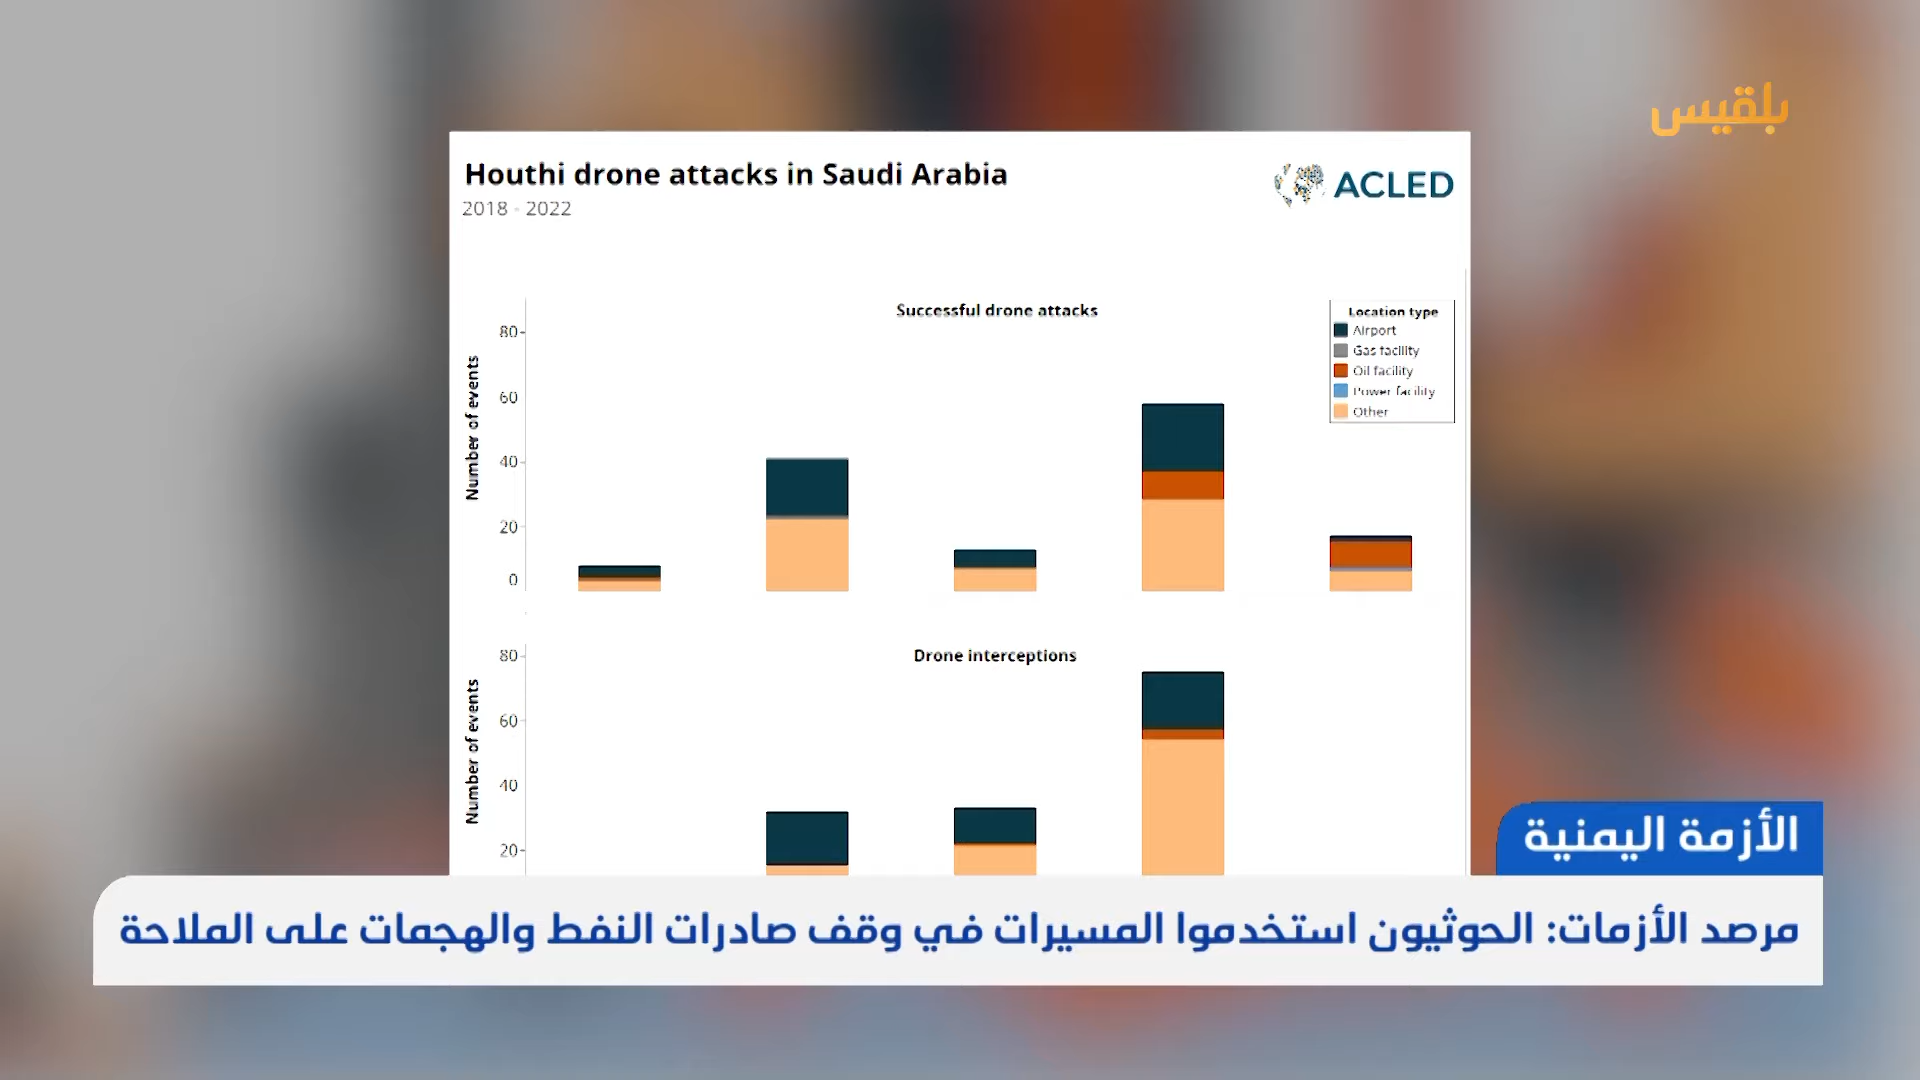 بلقيس
Houthi drone attacks in Saudi Arabia
2018 - 2022
ACLED
Successful drone attacks
Number of events
80
60
40
20
0
Location type
Airport
Gas facility
Oil facility
Power facility
Other
Drone interceptions
Number of events
80
60
40
20
الأزمة اليمنية
مرصد الأزمات: الحوثيون استخدموا المسيرات في وقف صادرات النفط والهجمات على الملاحة